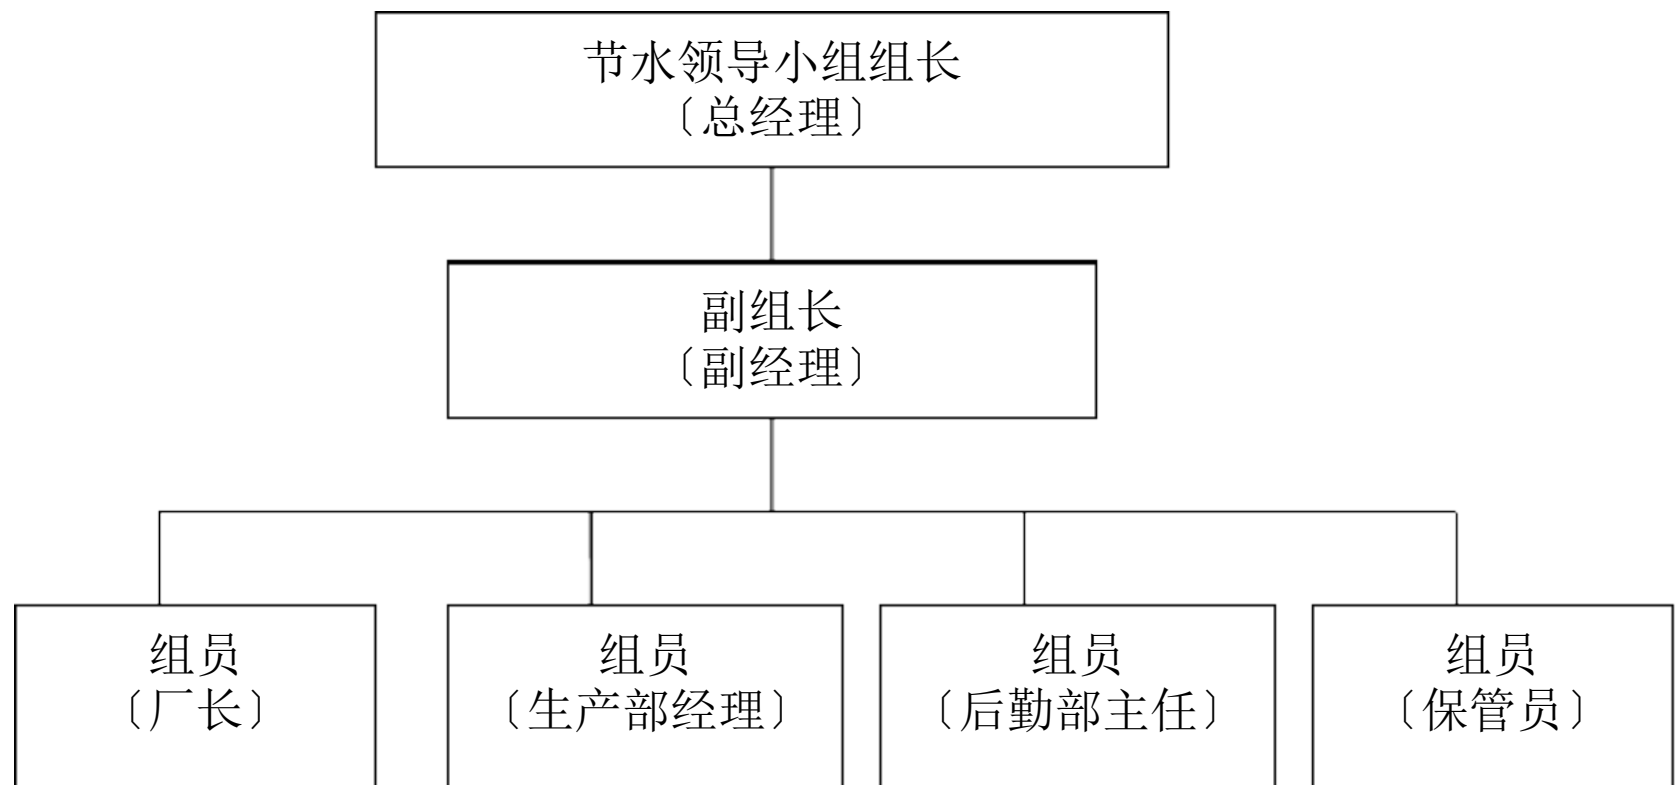 节水领导小组组长
〔总经理〕
副组长
〔副经理〕
组员
〔厂长〕
组员
〔生产部经理〕
组员
〔后勤部主任〕
组员
〔保管员〕